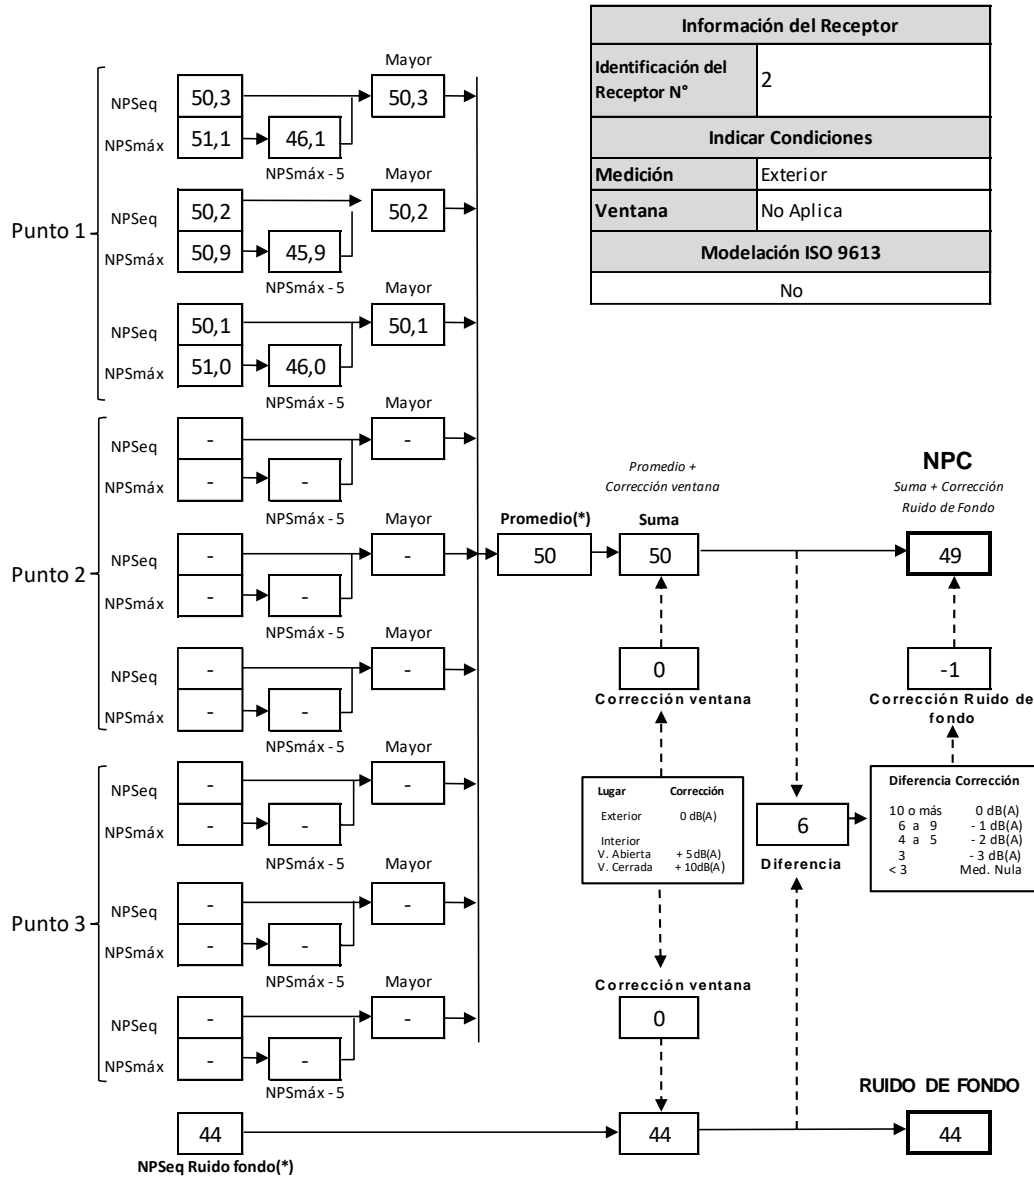 Información del Receptor
Identificación del Receptor N° 2
Indicar Condiciones
Medición Exterior
Ventana No Aplica
Modelación ISO 9613
No
Punto 1
Mayor
NPSeq 50,3 50,3
NPSmáx 51,1 46,1
NPSmáx - 5
Mayor
NPSeq 50,2 50,2
NPSmáx 50,9 45,9
NPSmáx - 5
Mayor
NPSeq 50,1 50,1
NPSmáx 51,0 46,0
NPSmáx - 5
Punto 2
Mayor
NPSeq - -
NPSmáx - -
NPSmáx - 5
Mayor
NPSeq - -
NPSmáx - -
NPSmáx - 5
Mayor
NPSeq - -
NPSmáx - -
NPSmáx - 5
Punto 3
Mayor
NPSeq - -
NPSmáx - -
NPSmáx - 5
Mayor
NPSeq - -
NPSmáx - -
NPSmáx - 5
Mayor
NPSeq - -
NPSmáx - -
NPSmáx - 5
44
NPSeq Ruido fondo(*)
Promedio(*)
50
Promedio +
Corrección ventana
Suma
50
0
Corrección ventana
Lugar Corrección
Exterior 0 dB(A)
Interior
V. Abierta + 5dB(A)
V. Cerrada + 10dB(A)
Corrección ventana
0
44
6
Diferencia
NPC
Suma + Corrección
Ruido de Fondo
49
-1
Corrección Ruido de
fondo
Diferencia Corrección
10 o más 0 dB(A)
6 a 9 - 1 dB(A)
4 a 5 - 2 dB(A)
3 - 3 dB(A)
< 3 Med. Nula
RUIDO DE FONDO
44